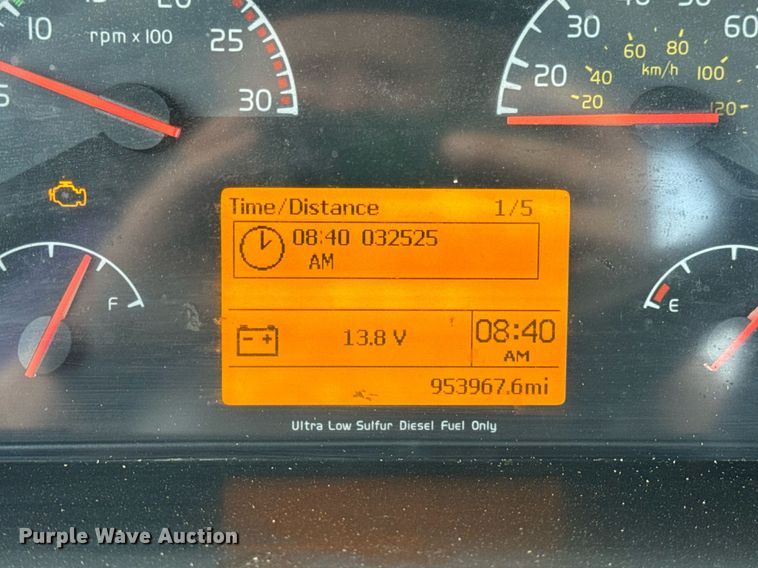 10
rpm x 100
25
30
5
30
60
20
60 80
km/h
40
100
20
120
Time/Distance 1/5
08:40 032525
AM
F
E
13.8 V
08:40
AM
953967.6mi
Ultra Low Sulfur Diesel Fuel Only
Purple Wave Auction